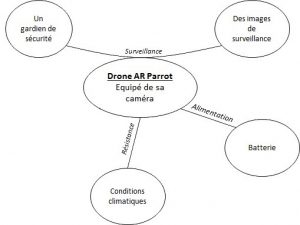 Un
gardien de
sécurité
Des images
de
surveillance
Surveillance
Drone AR Parrot
Equipé de sa
caméra
Alimentation
Résistance
Batterie
Conditions
climatiques